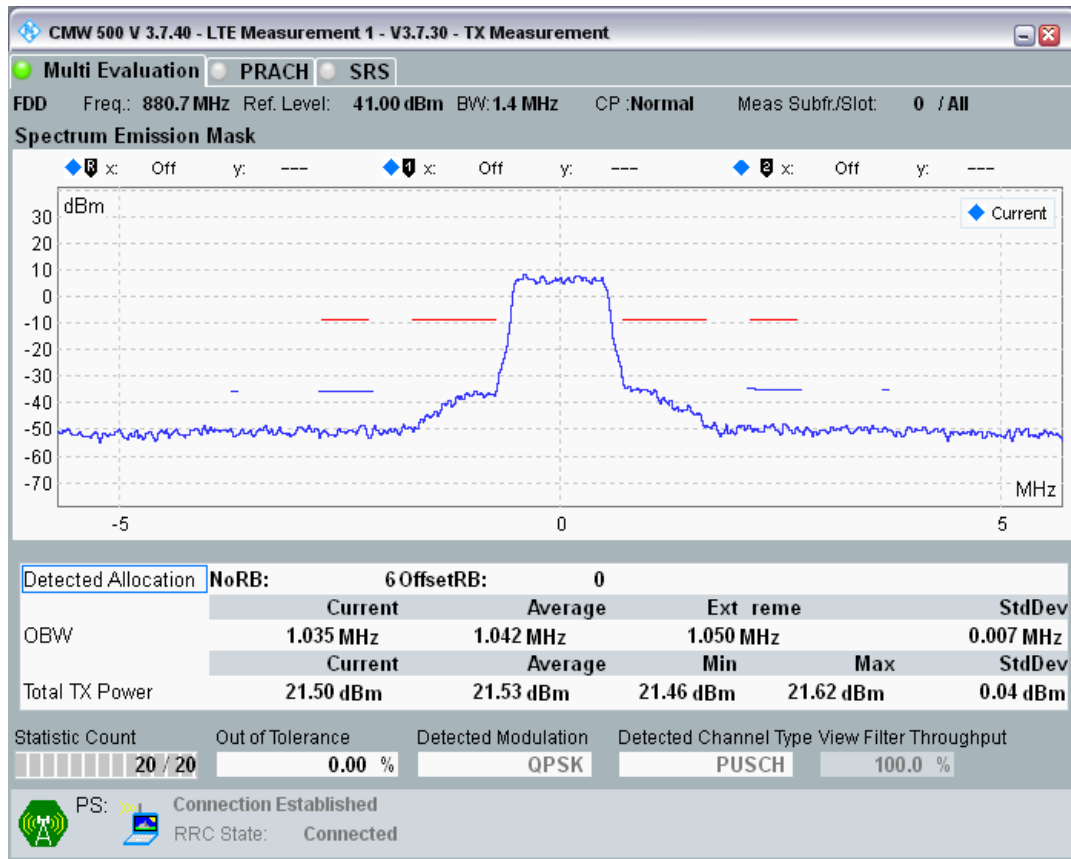 CMW 500 V 3.7.40 - LTE Measurement 1 - V3.7.30 - TX Measurement
Multi Evaluation PRACH SRS
FDD Freq.: 880.7 MHz Ref. Level: 41.00 dBm BW: 1.4 MHz CP :Normal Meas Subfr./Slot: 0 / All
Spectrum Emission Mask
R x: Off y: --- 1 x: Off y: --- 2 x: Off y: ---
dBm
Current
30
20
10
0
-10
-20
-30
-40
-50
-60
-70
MHz
-5 0 5
Detected Allocation NoRB: 6 OffsetRB: 0
Current Average Ext reme StdDev
OBW 1.035 MHz 1.042 MHz 1.050 MHz 0.007 MHz
Current Average Min Max StdDev
Total TX Power 21.50 dBm 21.53 dBm 21.46 dBm 21.62 dBm 0.04 dBm
Statistic Count Out of Tolerance Detected Modulation Detected Channel Type View Filter Throughput
20 / 20 0.00 % QPSK PUSCH 100.0 %
PS: Connection Established
RRC State: Connected